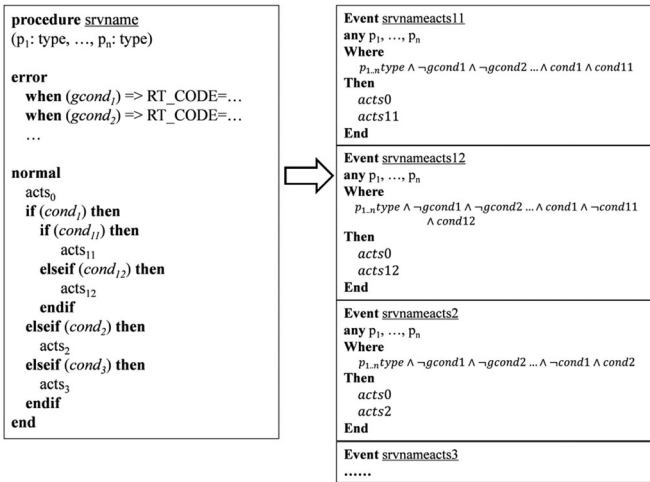 procedure srvname
(p₁: type, …, pₙ: type)
error
when (gcond₁) => RT_CODE=…
when (gcond₂) => RT_CODE=…
…
normal
acts₀
if (cond₁) then
if (cond₁₁) then
acts₁₁
elseif (cond₁₂) then
acts₁₂
endif
elseif (cond₂) then
acts₂
elseif (cond₃) then
acts₃
endif
end
Event srvnameacts11
any p₁, …, pₙ
Where
p₁..ₙtype ∧ ¬gcond1 ∧ ¬gcond2 … ∧ cond1 ∧ cond11
Then
acts0
acts11
End
Event srvnameacts12
any p₁, …, pₙ
Where
p₁..ₙtype ∧ ¬gcond1 ∧ ¬gcond2 … ∧ cond1 ∧ ¬cond11
∧ cond12
Then
acts0
acts12
End
Event srvnameacts2
any p₁, …, pₙ
Where
p₁..ₙtype ∧ ¬gcond1 ∧ ¬gcond2 … ∧ ¬cond1 ∧ cond2
Then
acts0
acts2
End
Event srvnameacts3
……